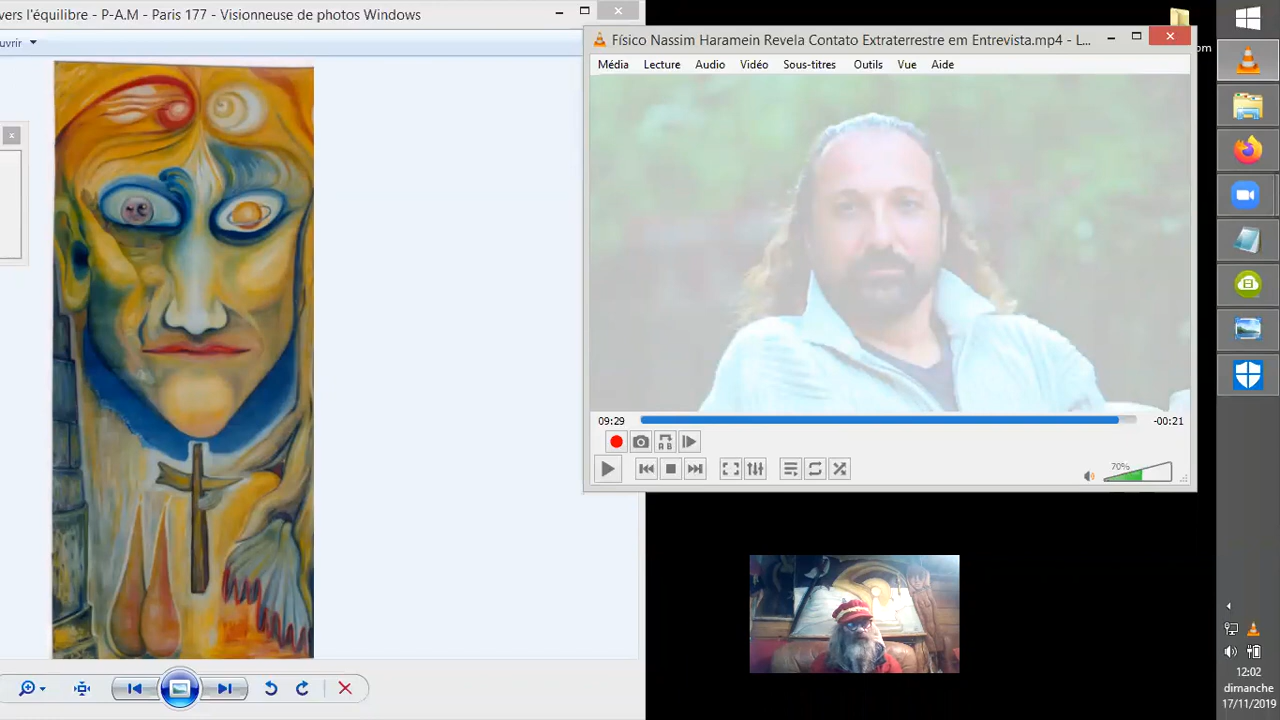 vers l'équilibre - P-A-M - Paris 177 - Visionneuse de photos Windows
uvrir
x
Físico Nassim Haramein Revela Contato Extraterrestre em Entrevista.mp4 - L...
Média Lecture Audio Vidéo Sous-titres Outils Vue Aide
om
09:29
-00:21
A B
70%
12:02
dimanche
17/11/2019